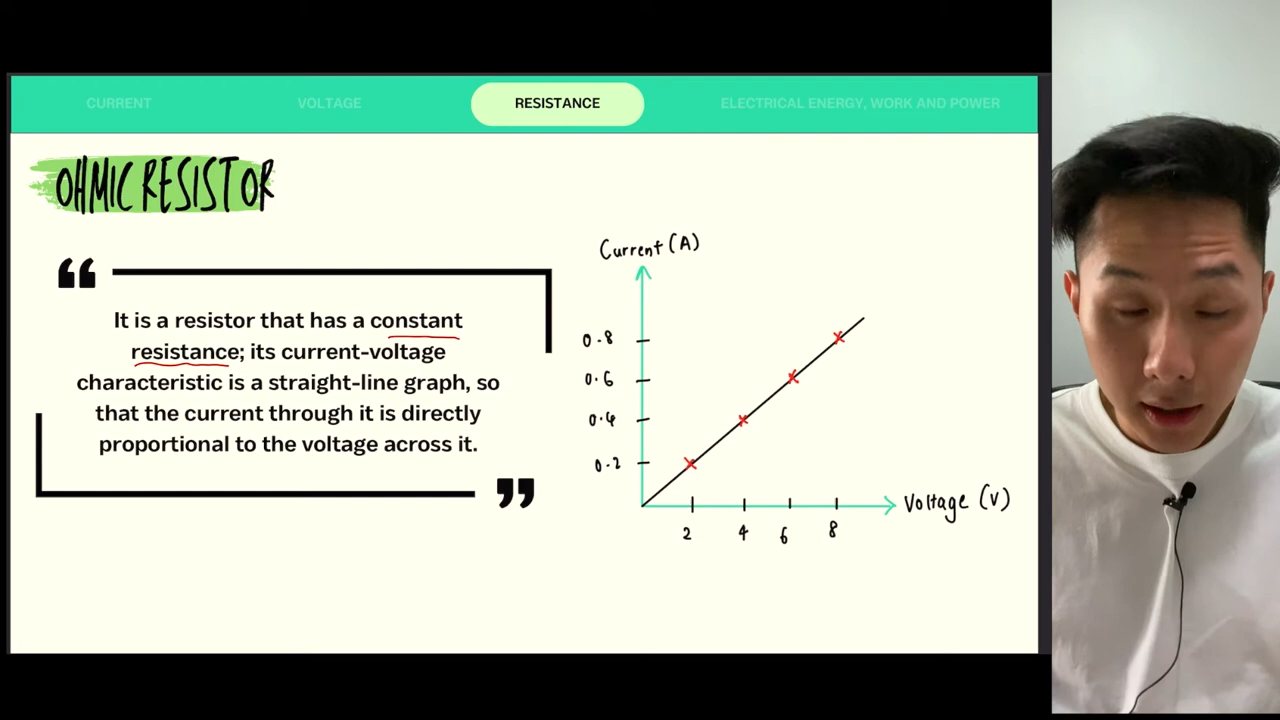 CURRENT
VOLTAGE
RESISTANCE
ELECTRICAL ENERGY, WORK AND POWER
OHMIC RESISTOR
“
It is a resistor that has a constant
resistance; its current-voltage
characteristic is a straight-line graph, so
that the current through it is directly
proportional to the voltage across it.
”
Current (A)
0.8
0.6
0.4
0.2
2 4 6 8
Voltage (V)